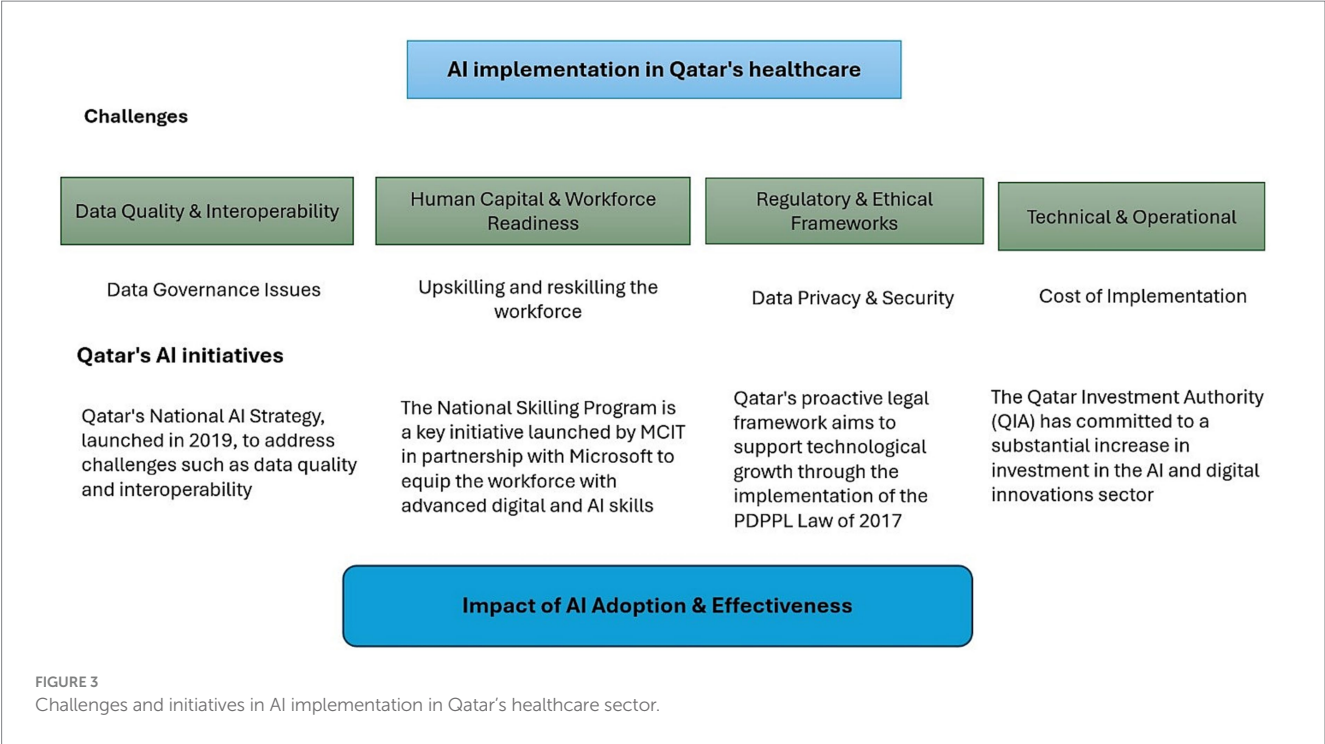 AI implementation in Qatar's healthcare
Challenges
Data Quality & Interoperability
Human Capital & Workforce
Readiness
Regulatory & Ethical
Frameworks
Technical & Operational
Data Governance Issues
Upskilling and reskilling the
workforce
Data Privacy & Security
Cost of Implementation
Qatar's AI initiatives
Qatar's National AI Strategy,
launched in 2019, to address
challenges such as data quality
and interoperability
The National Skilling Program is
a key initiative launched by MCIT
in partnership with Microsoft to
equip the workforce with
advanced digital and AI skills
Qatar's proactive legal
framework aims to
support technological
growth through the
implementation of the
PDPPL Law of 2017
The Qatar Investment Authority
(QIA) has committed to a
substantial increase in
investment in the AI and digital
innovations sector
Impact of AI Adoption & Effectiveness
FIGURE 3
Challenges and initiatives in AI implementation in Qatar's healthcare sector.